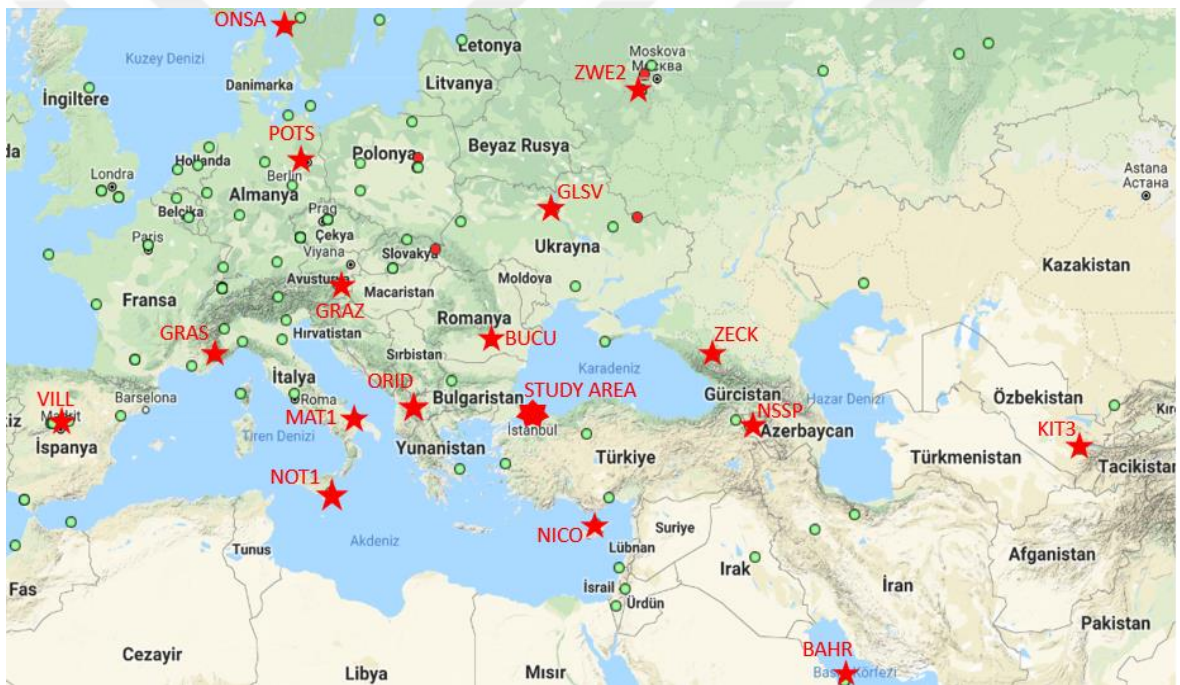 ONSA
Kuzey Denizi
Letonya
Moskova
Москва
ZWE2
Danimarka
Litvanya
İngiltere
POTS
Hollanda
Berlin
Polonya
Beyaz Rusya
Londra
Almanya
GLSV
Astana
Астана
Belçika
Prag
Çekya
Paris
Viyana
Slovakya
Ukrayna
Avusturya
Moldova
Kazakistan
Fransa
Macaristan
GRAZ
Romanya
GRAS
Hırvatistan
BUCU
ZECK
Sırbistan
Karadeniz
İtalya
ORID
STUDY AREA
Gürcistan
Hazar Denizi
Özbekistan
VILL
Barselona
Roma
Bulgaristan
NSSP
Madrid
MAT1
İstanbul
Azerbaycan
KIT3
İspanya
Tiren Denizi
Yunanistan
Türkiye
Türkmenistan
Tacikistan
NOT1
NICO
Suriye
Tunus
Akdeniz
Lübnan
Afganistan
Irak
İran
Fas
İsrail
Ürdün
Pakistan
Cezayir
BAHR
Libya
Mısır
Basra Körfezi